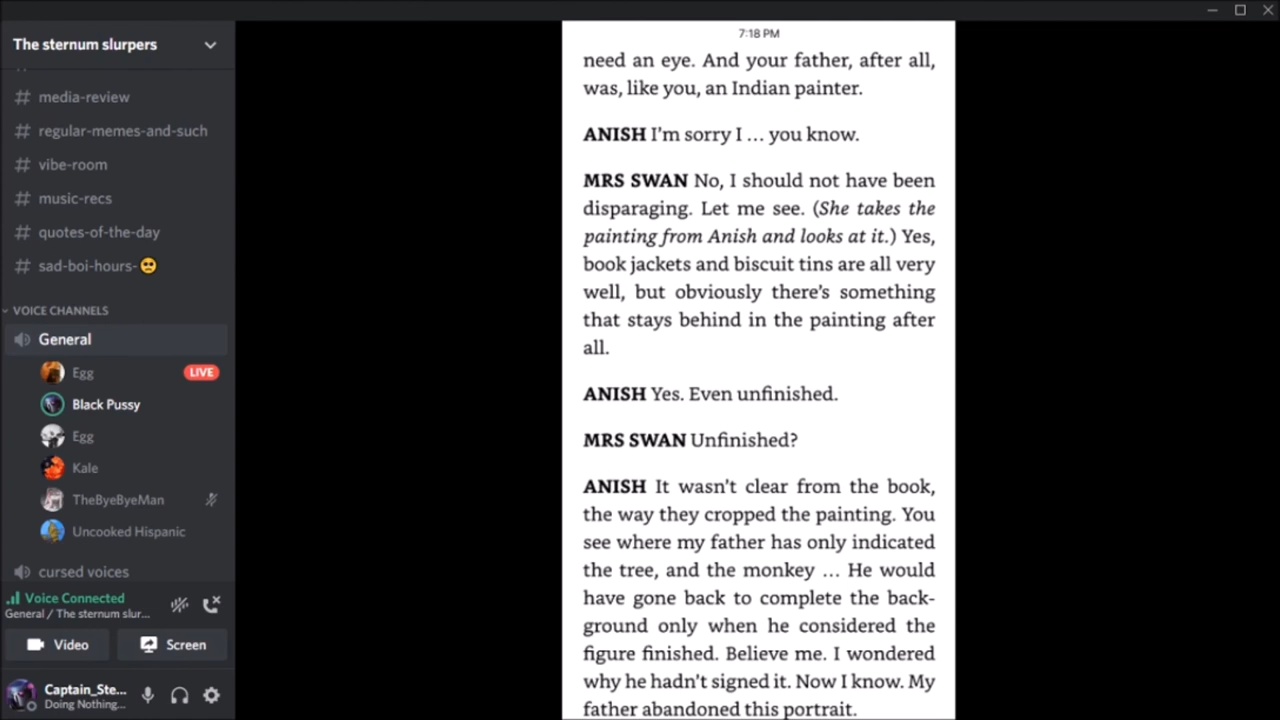 The sternum slurpers
# media-review
# regular-memes-and-such
# vibe-room
# music-recs
# quotes-of-the-day
# sad-boi-hours-🥺
VOICE CHANNELS
General
Egg LIVE
Black Pussy
Egg
Kale
TheByeByeMan
Uncooked Hispanic
cursed voices
Voice Connected
General / The sternum slur...
Video Screen
Captain_Ste...
Doing Nothing...
7:18 PM
need an eye. And your father, after all,
was, like you, an Indian painter.
ANISH I’m sorry I … you know.
MRS SWAN No, I should not have been
disparaging. Let me see. (She takes the
painting from Anish and looks at it.) Yes,
book jackets and biscuit tins are all very
well, but obviously there’s something
that stays behind in the painting after
all.
ANISH Yes. Even unfinished.
MRS SWAN Unfinished?
ANISH It wasn’t clear from the book,
the way they cropped the painting. You
see where my father has only indicated
the tree, and the monkey … He would
have gone back to complete the back-
ground only when he considered the
figure finished. Believe me. I wondered
why he hadn’t signed it. Now I know. My
father abandoned this portrait.